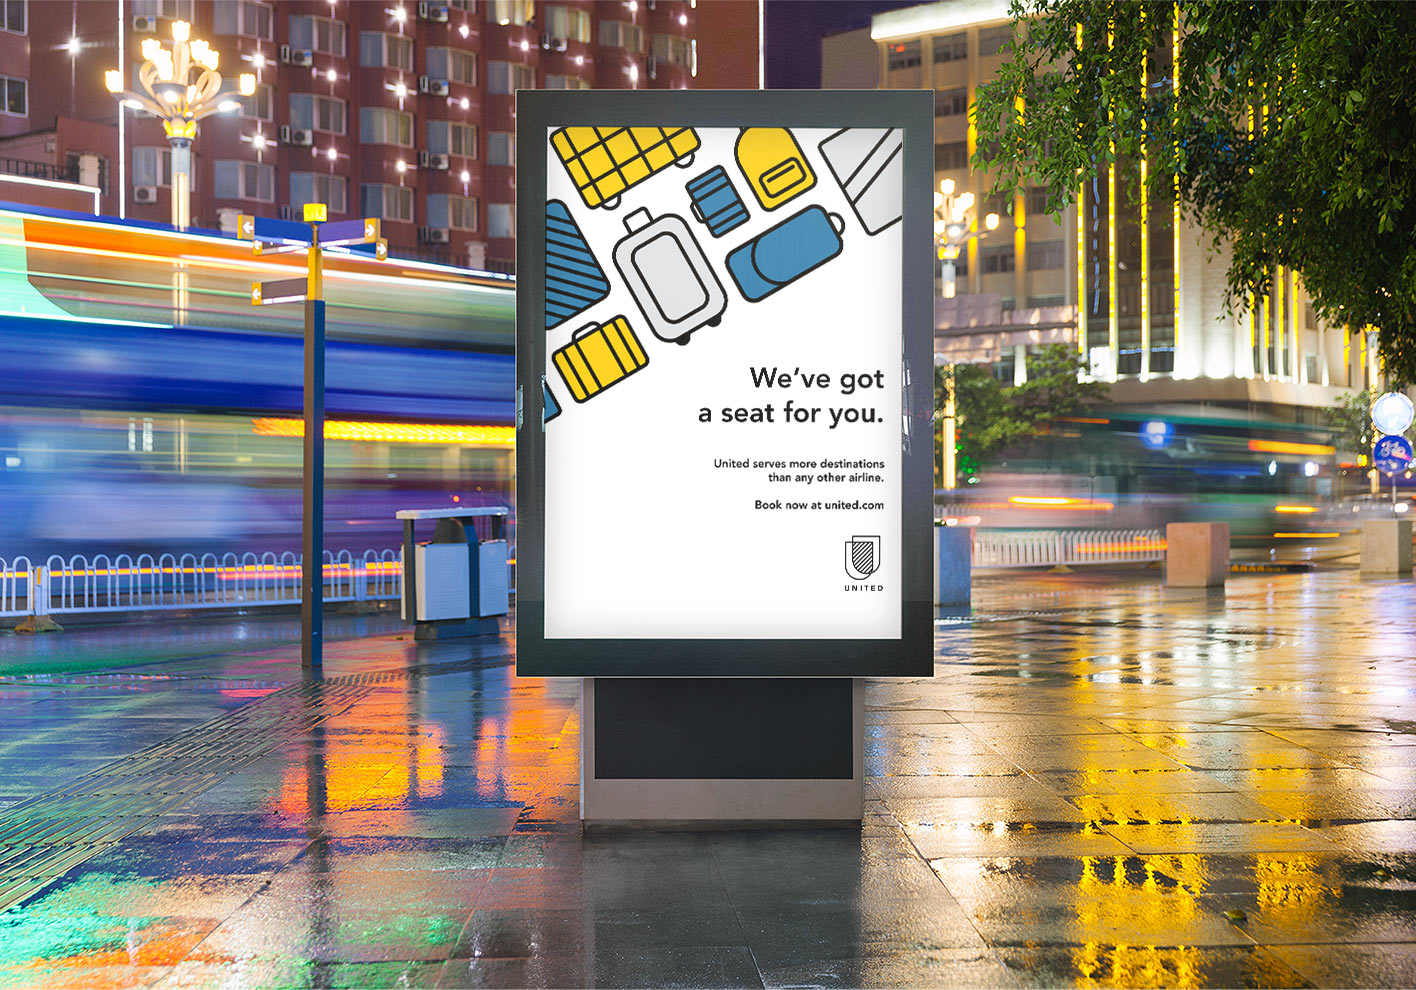 We've got
a seat for you.
United serves more destinations
than any other airline.
Book now at united.com
UNITED